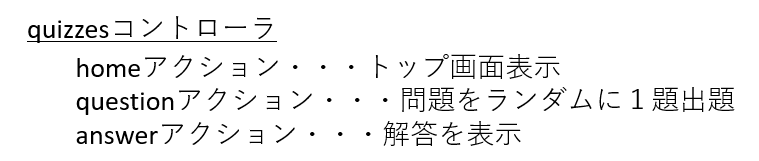 quizzesコントローラ
homeアクション・・・トップ画面表示
questionアクション・・・問題をランダムに１題出題
answerアクション・・・解答を表示